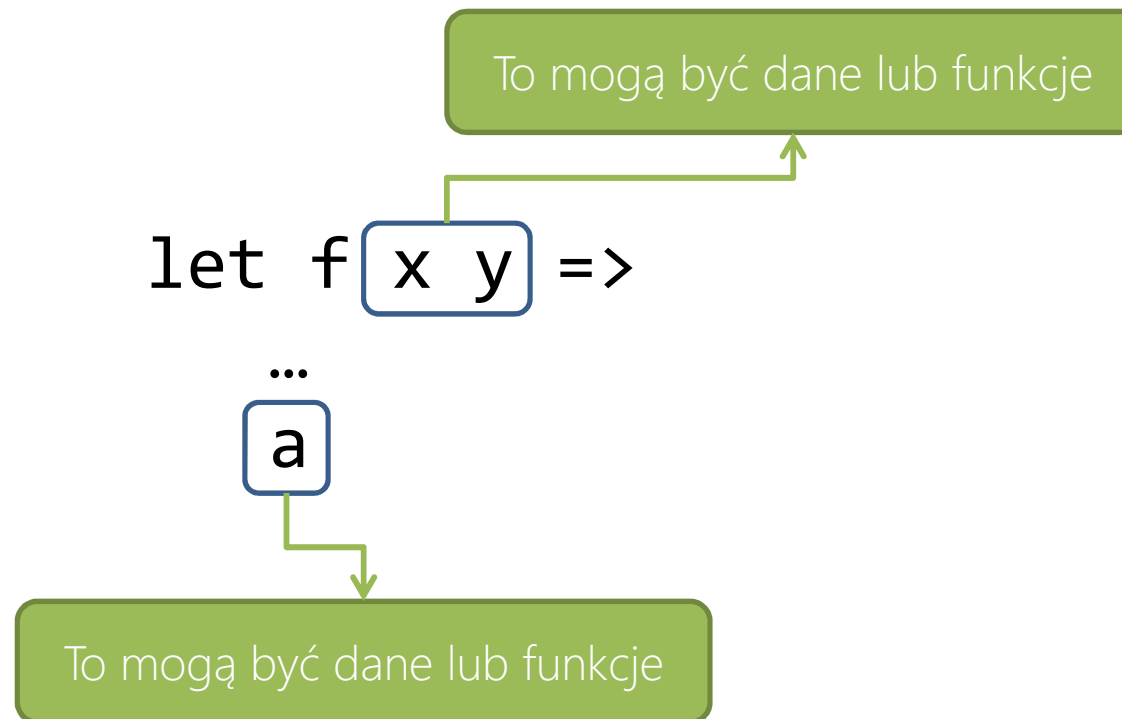 To mogą być dane lub funkcje
let f x y =>
…
a
To mogą być dane lub funkcje